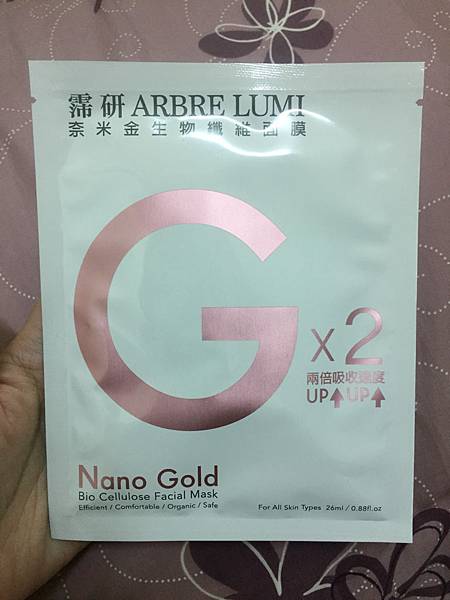 霈研 ARBRE LUMI
奈米金生物纖維面膜
G
x2
兩倍吸收速度
UP↑UP↑
Nano Gold
Bio Cellulose Facial Mask
Efficient / Comfortable / Organic / Safe
For All Skin Types 26ml / 0.88fl.oz